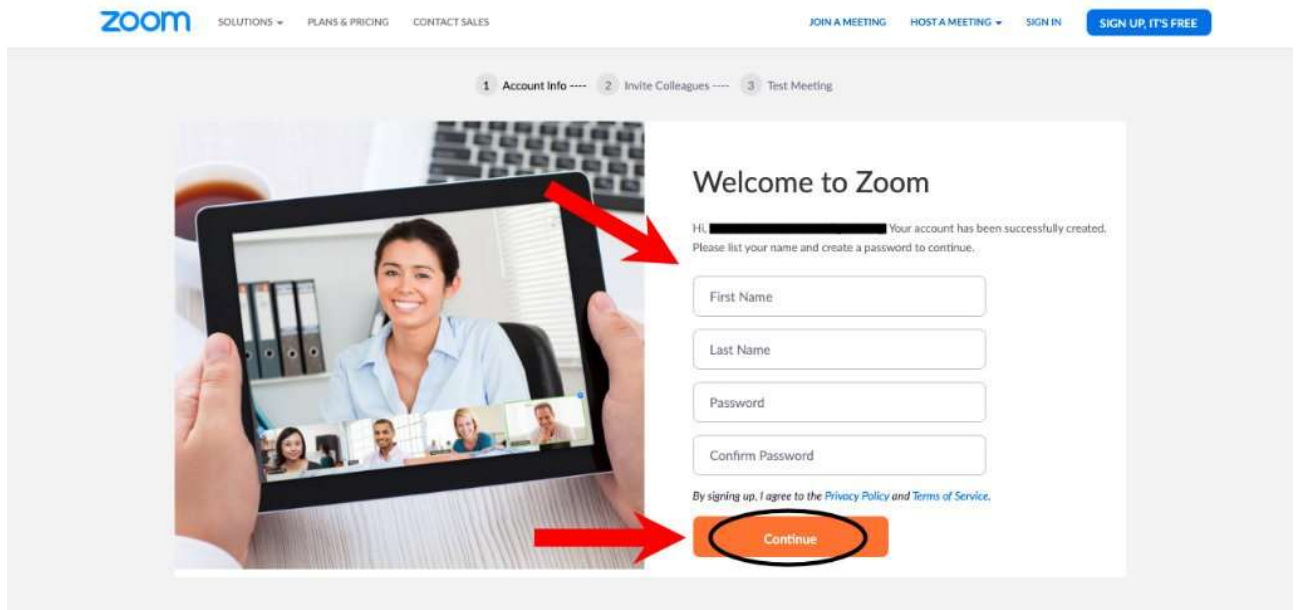 zoom SOLUTIONS PLANS & PRICING CONTACT SALES JOIN A MEETING HOST A MEETING SIGN IN SIGN UP, IT'S FREE
1 Account Info ---- 2 Invite Colleagues ---- 3 Test Meeting
Welcome to Zoom
Hi, Your account has been successfully created.
Please list your name and create a password to continue.
First Name
Last Name
Password
Confirm Password
By signing up, I agree to the Privacy Policy and Terms of Service.
Continue